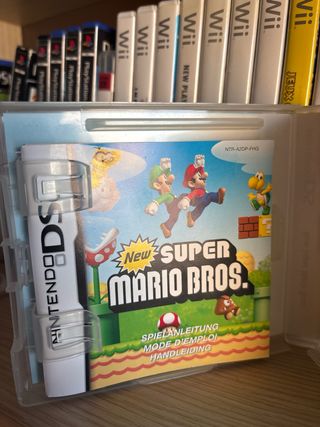 Wii
Wii
Wii
Wii
Wii
Wii
Wii
NTR-A2DP-FHG
NINTENDO DS
New SUPER
MARIO BROS.
SPIELANLEITUNG
MODE D'EMPLOI
HANDLEIDING